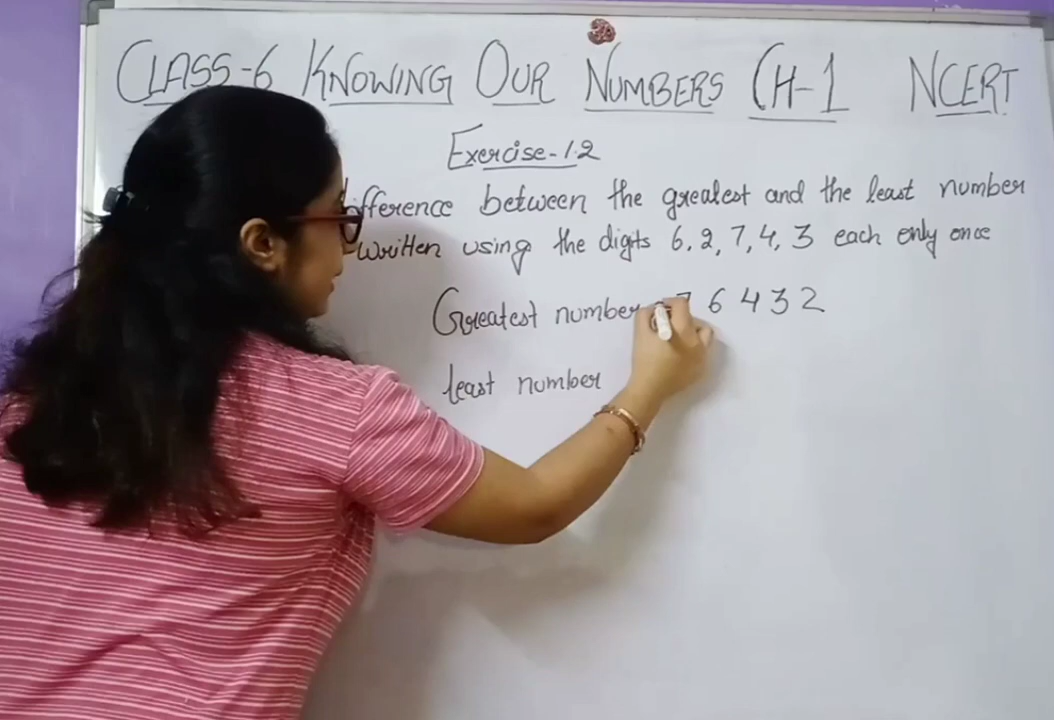 CLASS-6 KNOWING OUR NUMBERS CH-1 NCERT
Exercise-1.2
difference between the greatest and the least number
written using the digits 6, 2, 7, 4, 3 each only once
Greatest number 7 6 4 3 2
least number